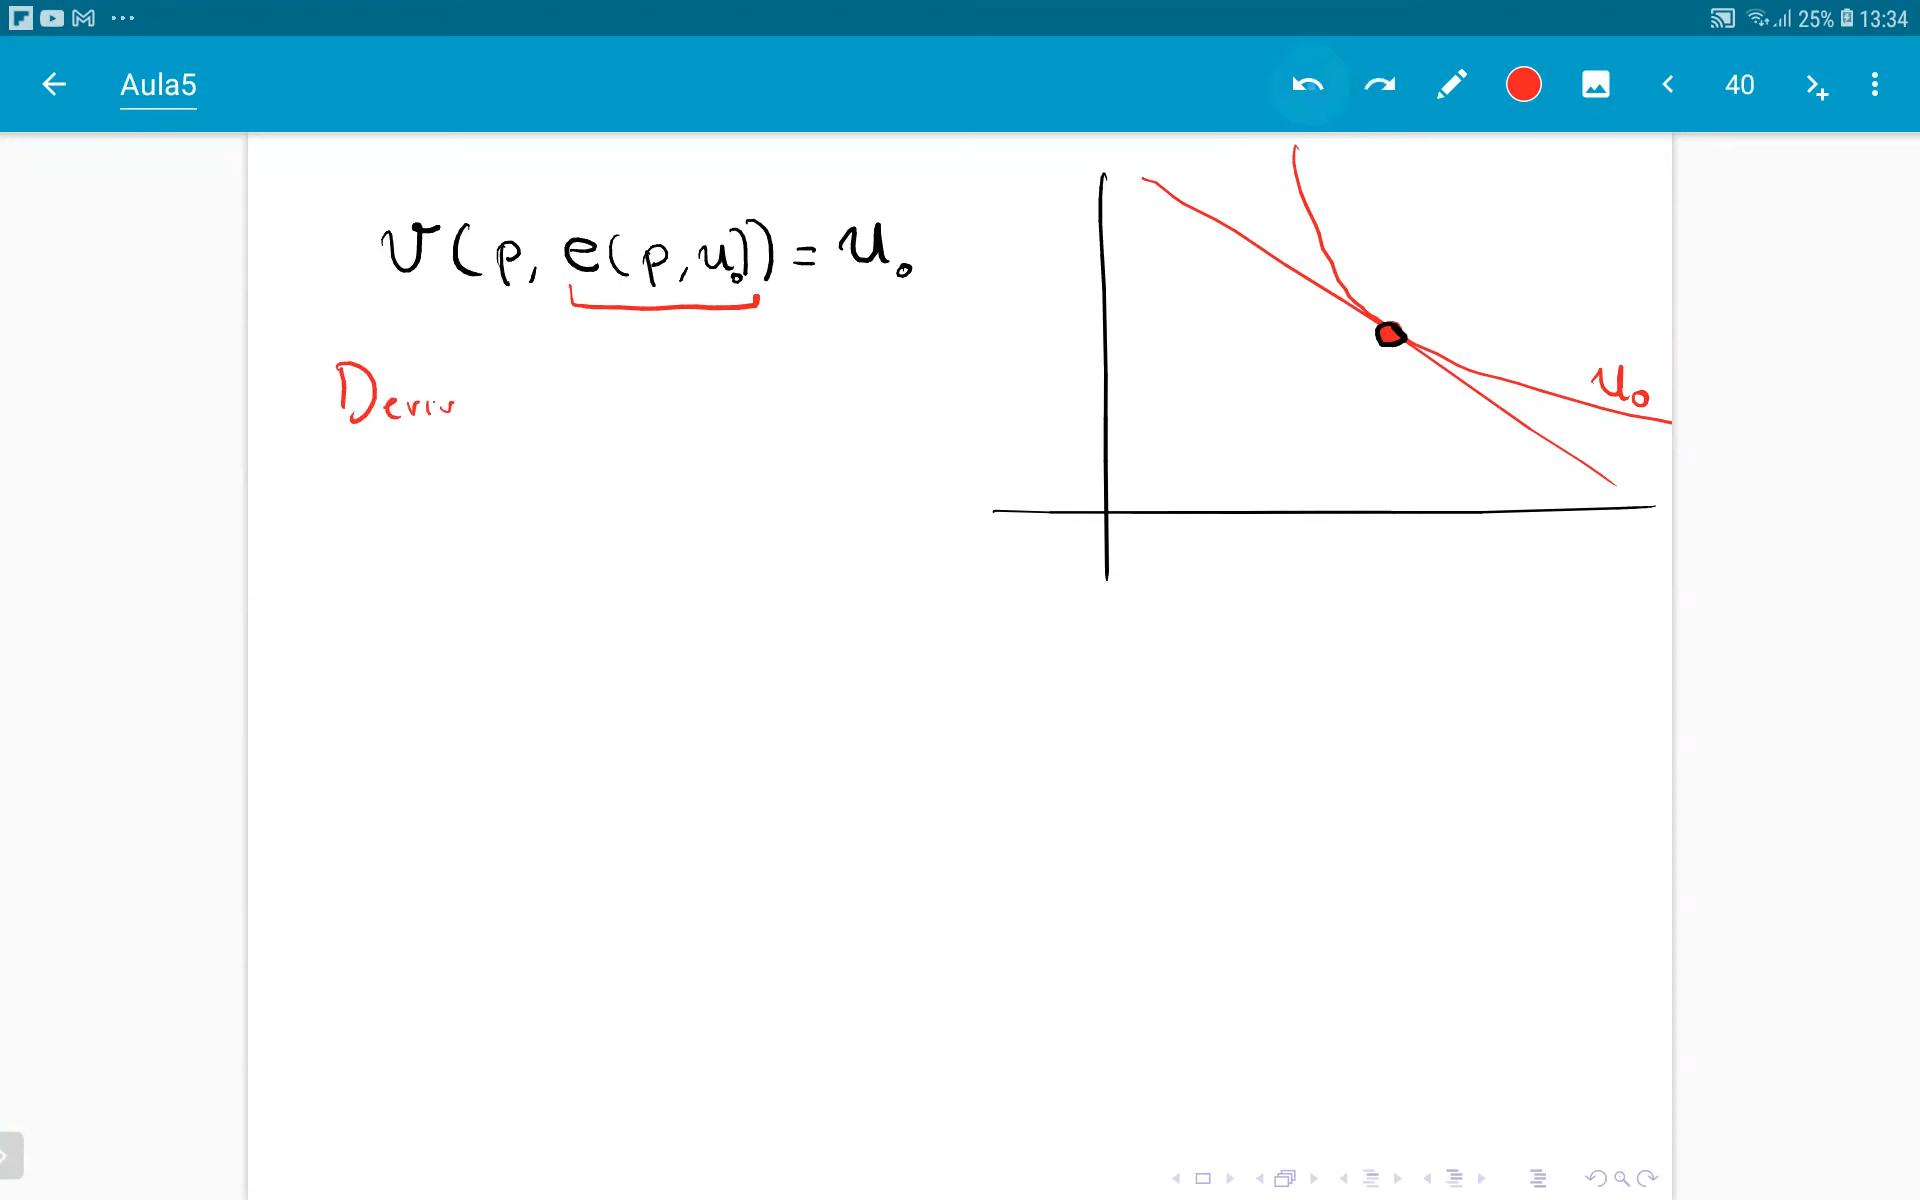 25% 13:34
Aula5
40
v(p, e(p,u₀)) = u₀
Deriv
u₀